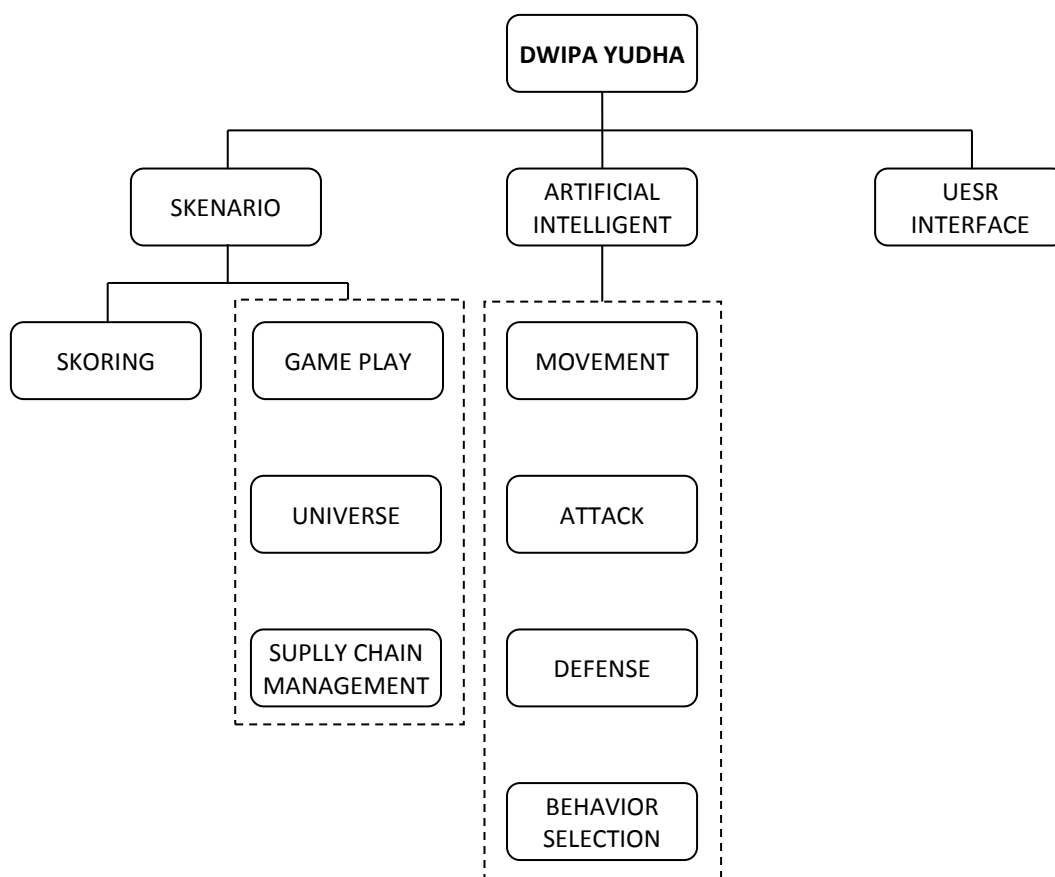 DWIPA YUDHA
SKENARIO
ARTIFICIAL
INTELLIGENT
UESR
INTERFACE
SKORING
GAME PLAY
MOVEMENT
UNIVERSE
ATTACK
SUPLLY CHAIN
MANAGEMENT
DEFENSE
BEHAVIOR
SELECTION